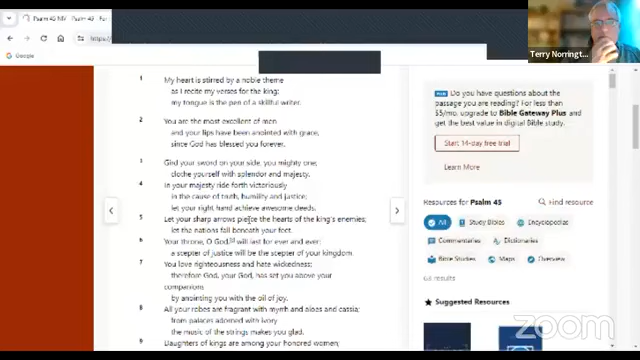 Psalm 45 NIV
Psalm 45
For
https://
Google
1 My heart is stirred by a noble theme
as I recite my verses for the king;
my tongue is the pen of a skillful writer.
2 You are the most excellent of men
and your lips have been anointed with grace,
since God has blessed you forever.
3 Gird your sword on your side, you mighty one;
clothe yourself with splendor and majesty.
4 In your majesty ride forth victoriously
in the cause of truth, humility and justice;
let your right hand achieve awesome deeds.
5 Let your sharp arrows pierce the hearts of the king's enemies;
let the nations fall beneath your feet.
6 Your throne, O God, will last for ever and ever;
a scepter of justice will be the scepter of your kingdom.
7 You love righteousness and hate wickedness;
therefore God, your God, has set you above your
companions
by anointing you with the oil of joy.
8 All your robes are fragrant with myrrh and aloes and cassia;
from palaces adorned with ivory
the music of the strings makes you glad.
9 Daughters of kings are among your honored women;
Terry Norringt...
PLUS Do you have questions about the
passage you are reading? For less than
$5/mo, upgrade to Bible Gateway Plus and
get the best value in digital Bible study.
Start 14-day free trial
Learn More
Resources for Psalm 45
Find resource
All
Study Bibles
Encyclopedias
Commentaries
Dictionaries
Bible Studies
Maps
Overview
results
Suggested Resources
zoom